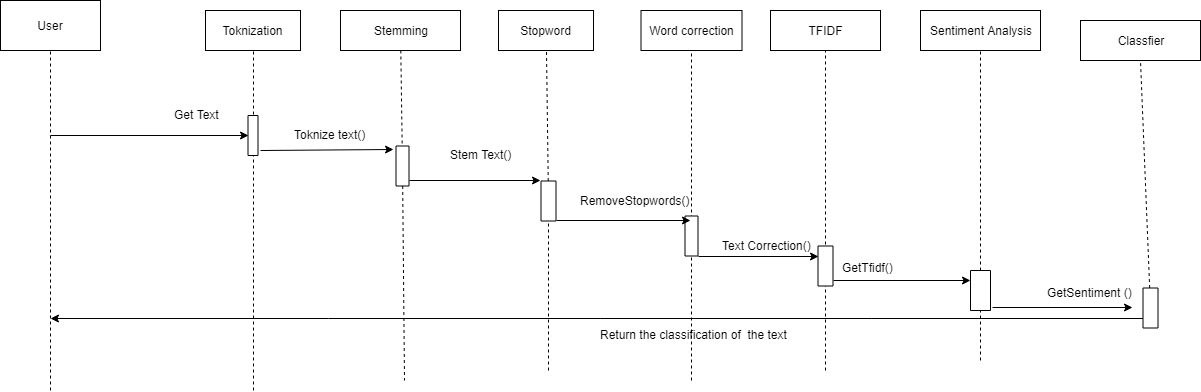 User
Toknization
Stemming
Stopword
Word correction
TFIDF
Sentiment Analysis
Classfier
Get Text
Toknize text()
Stem Text()
RemoveStopwords()
Text Correction()
GetTfidf()
GetSentiment ()
Return the classification of  the text